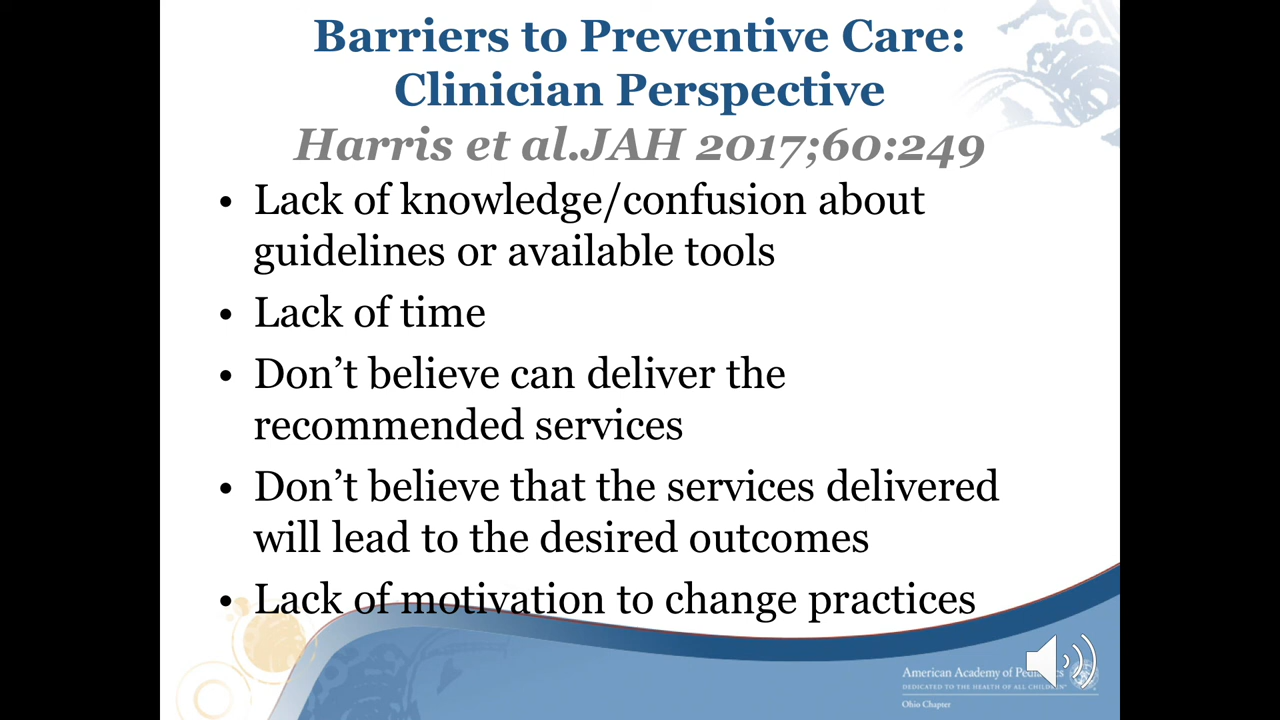 Barriers to Preventive Care:
Clinician Perspective
Harris et al.JAH 2017;60:249
• Lack of knowledge/confusion about
guidelines or available tools
• Lack of time
• Don’t believe can deliver the
recommended services
• Don’t believe that the services delivered
will lead to the desired outcomes
• Lack of motivation to change practices
American Academy of Pediatrics
DEDICATED TO THE HEALTH OF ALL CHILDREN
Ohio Chapter